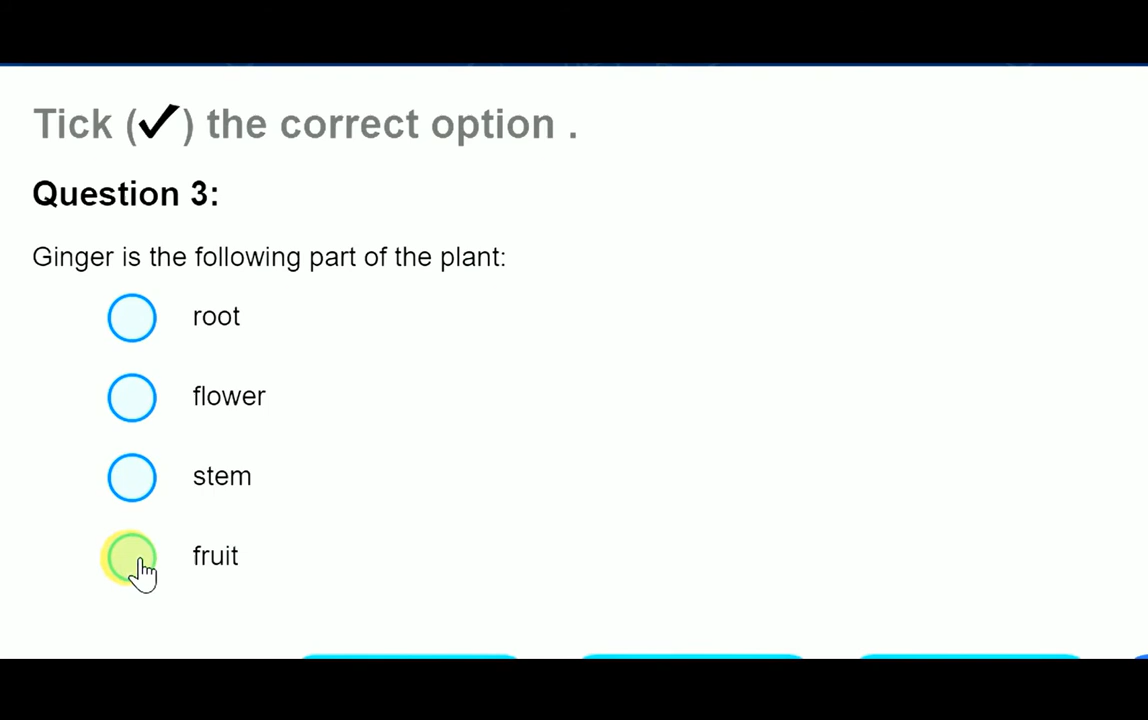 Tick (✓) the correct option .
Question 3:
Ginger is the following part of the plant:
root
flower
stem
fruit